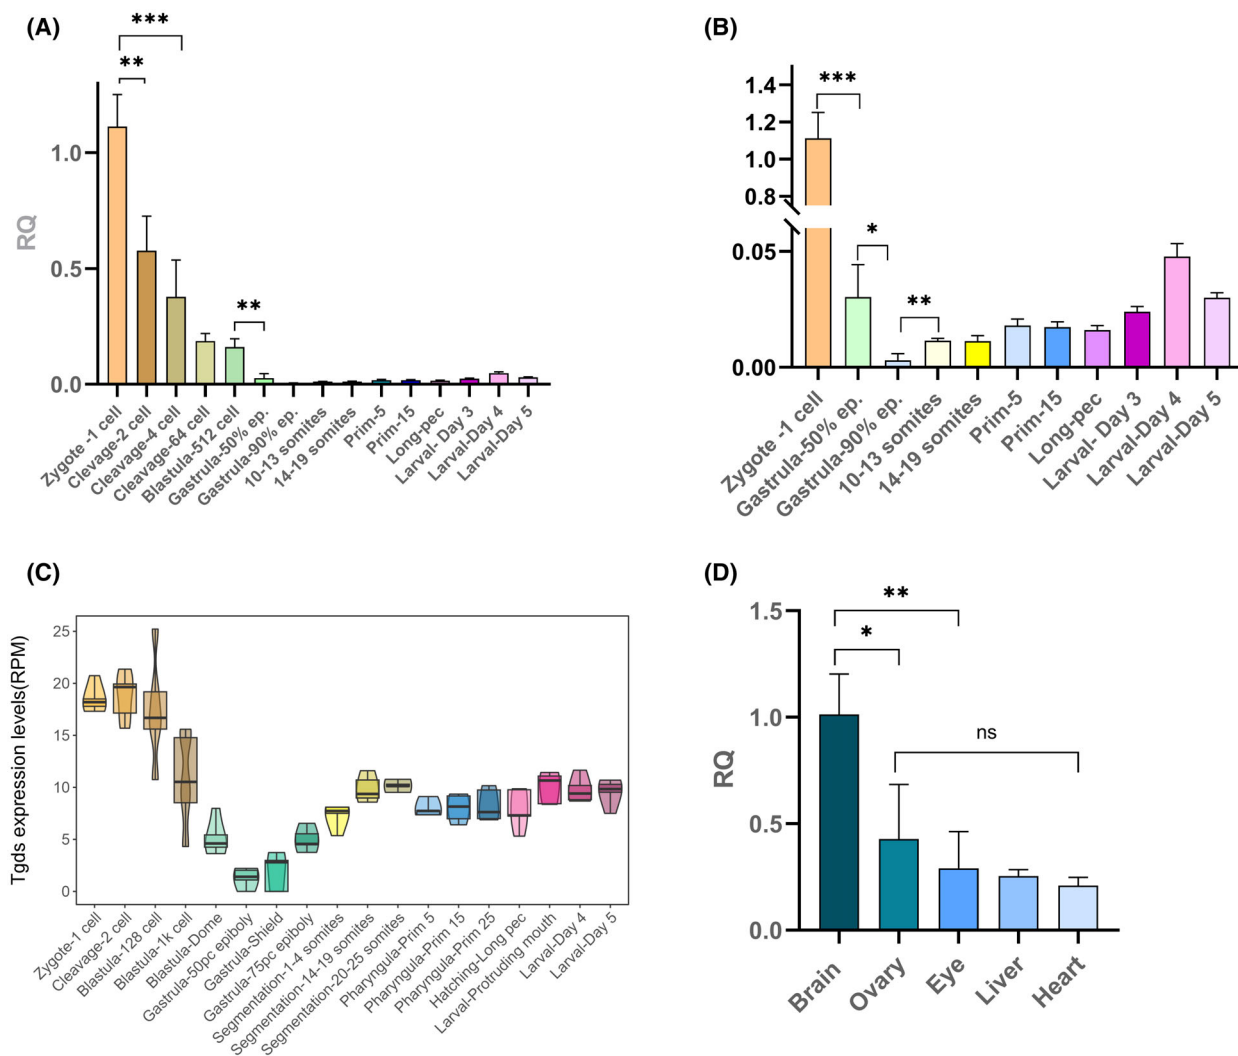 (A)
***
**
**
RQ
1.0
0.5
0.0
Zygote -1 cell
Clevage-2 cell
Cleavage-4 cell
Cleavage-64 cell
Blastula-512 cell
Gastrula-50% ep.
Gastrula-90% ep.
10-13 somites
14-19 somites
Prim-5
Prim-15
Long-pec
Larval- Day 3
Larval-Day 4
Larval-Day 5
(B)
***
*
**
1.4
1.2
1.0
0.8
0.05
0.00
Zygote -1 cell
Gastrula-50% ep.
Gastrula-90% ep.
10-13 somites
14-19 somites
Prim-5
Prim-15
Long-pec
Larval- Day 3
Larval-Day 4
Larval-Day 5
(C)
Tgds expression levels(RPM)
25
20
15
10
5
0
Zygote-1 cell
Cleavage-2 cell
Blastula-128 cell
Blastula-1k cell
Blastula-Dome
Gastrula-50pc epiboly
Gastrula-Shield
Gastrula-75pc epiboly
Segmentation-1-4 somites
Segmentation-14-19 somites
Segmentation-20-25 somites
Pharyngula-Prim 5
Pharyngula-Prim 15
Pharyngula-Prim 25
Hatching-Long pec
Larval-Protruding mouth
Larval-Day 4
Larval-Day 5
(D)
**
*
ns
RQ
1.5
1.0
0.5
0.0
Brain
Ovary
Eye
Liver
Heart